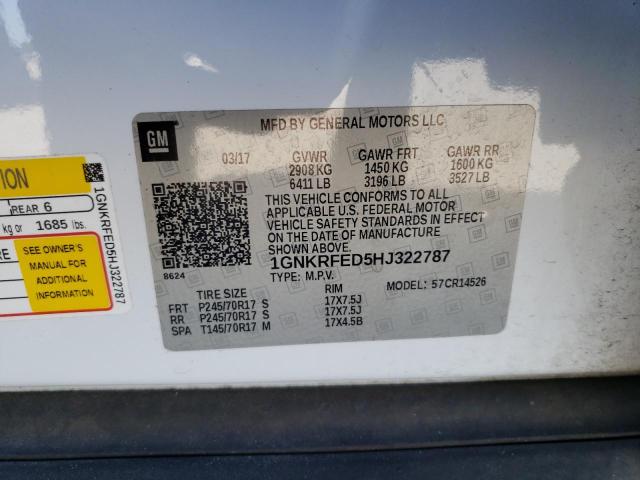 GM
MFD BY GENERAL MOTORS LLC
03/17 GVWR GAWR FRT GAWR RR
2908 KG 1450 KG 1600 KG
6411 LB 3196 LB 3527 LB
THIS VEHICLE CONFORMS TO ALL
APPLICABLE U.S. FEDERAL MOTOR
VEHICLE SAFETY STANDARDS IN EFFECT
ON THE DATE OF MANUFACTURE
SHOWN ABOVE.
1GNKRFED5HJ322787
8624
TYPE: M.P.V. MODEL: 57CR14526
TIRE SIZE RIM
FRT P245/70R17 S 17X7.5J
RR P245/70R17 S 17X7.5J
SPA T145/70R17 M 17X4.5B
ION
REAR 6
kg or 1685 lbs.
RE
SEE OWNER'S
MANUAL FOR
ADDITIONAL
INFORMATION
1GNKRFED5HJ322787